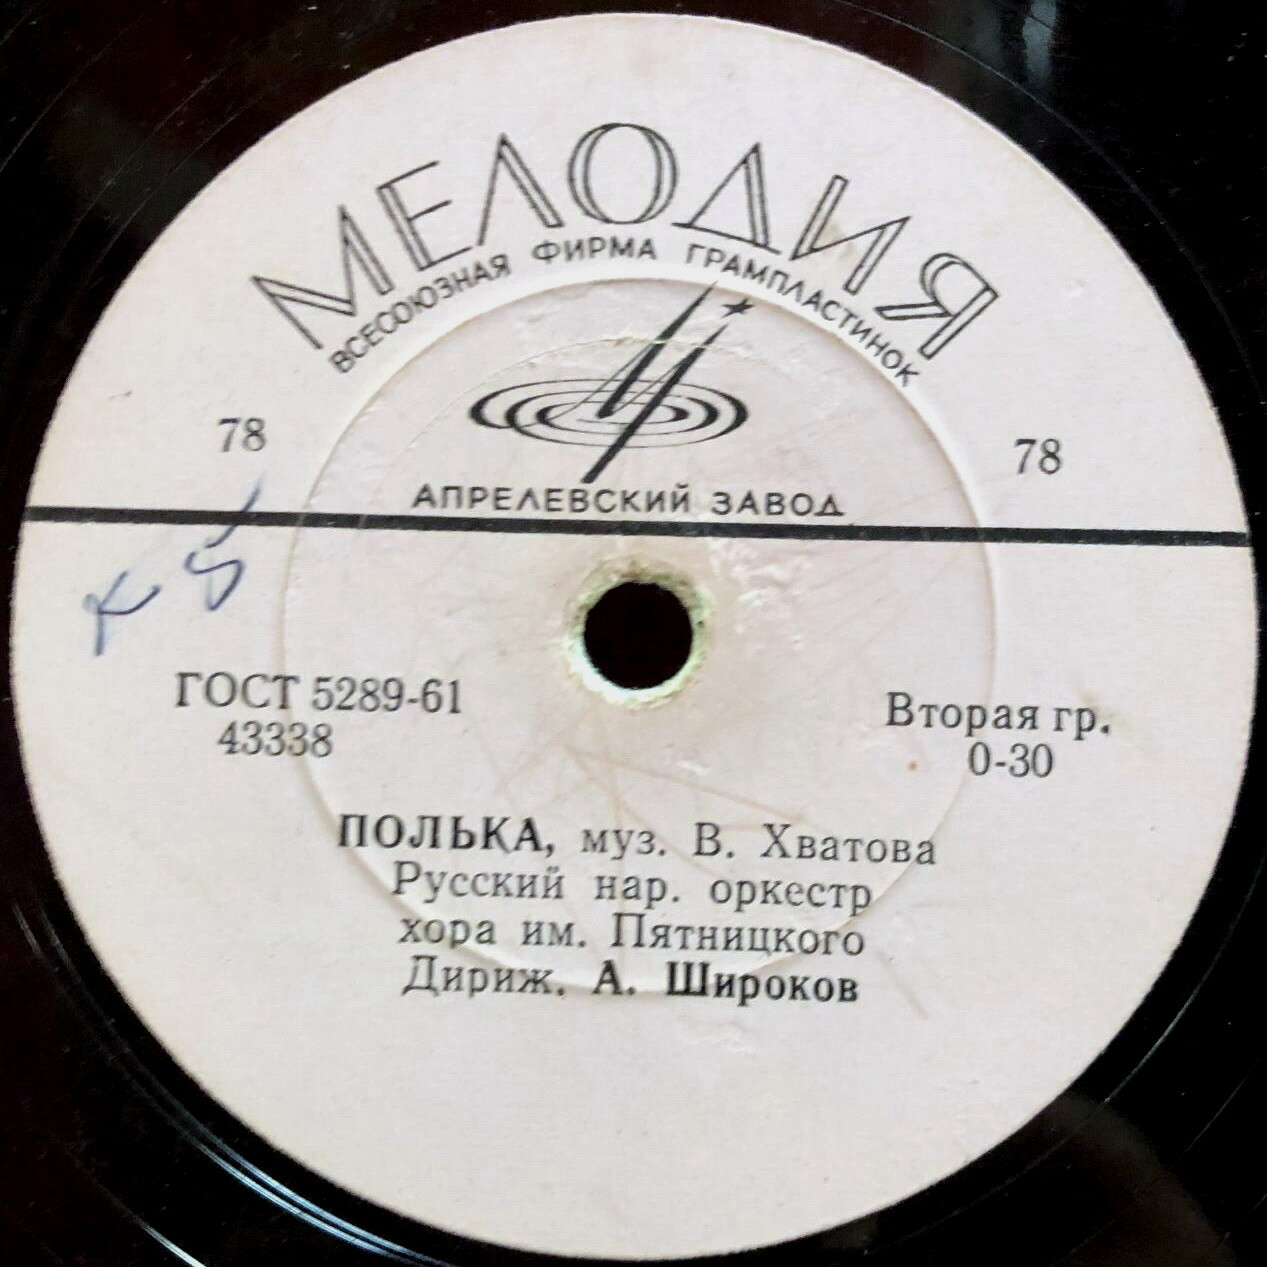 МЕЛОДИЯ
ВСЕСОЮЗНАЯ ФИРМА ГРАМПЛАСТИНОК
78
78
АПРЕЛЕВСКИЙ ЗАВОД
ГОСТ 5289-61
43338
Вторая гр.
0-30
ПОЛЬКА, муз. В. Хватова
Русский нар. оркестр
хора им. Пятницкого
Дириж. А. Широков